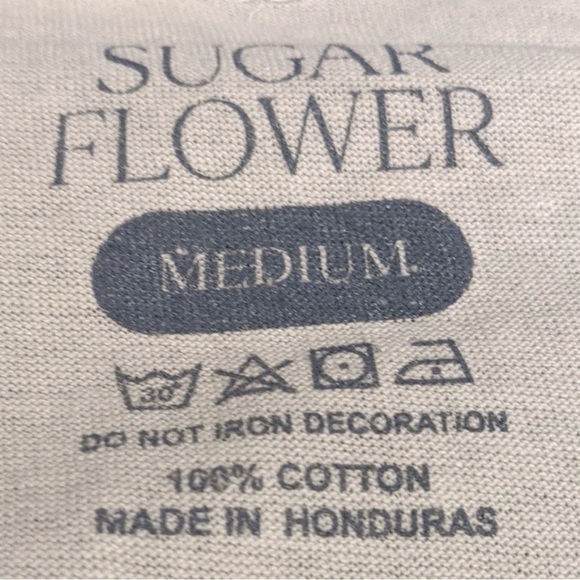 SUGAR
FLOWER
MEDIUM
30°
DO NOT IRON DECORATION
100% COTTON
MADE IN HONDURAS